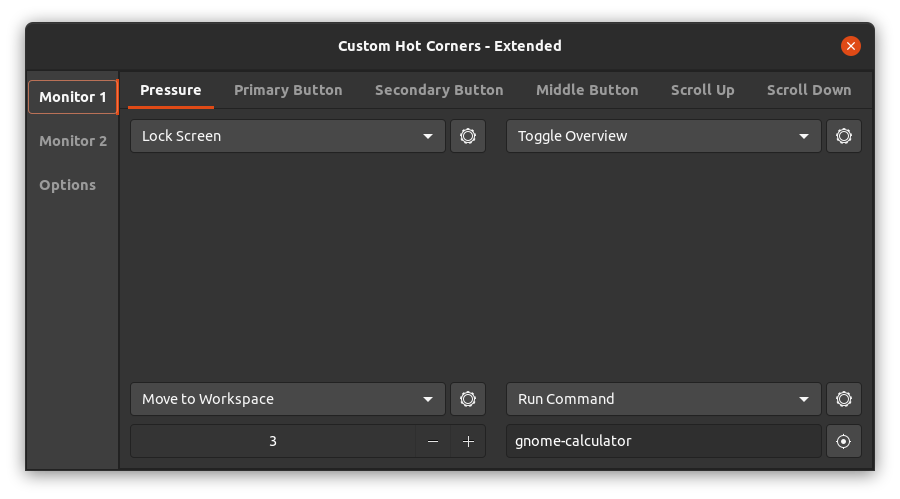 Custom Hot Corners - Extended
Monitor 1
Monitor 2
Options
Pressure Primary Button Secondary Button Middle Button Scroll Up Scroll Down
Lock Screen Toggle Overview
Move to Workspace Run Command
3 gnome-calculator